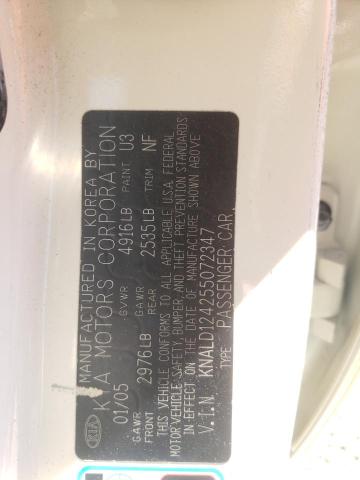 MANUFACTURED IN KOREA BY
KIA MOTORS CORPORATION
01/05 4916LB PAINT U3
GVWR
GAWR FRONT 2976LB GAWR REAR 2535LB TRIM NF
THIS VEHICLE CONFORMS TO ALL APPLICABLE U.S.A. FEDERAL
MOTOR VEHICLE SAFETY, BUMPER, AND THEFT PREVENTION STANDARDS
IN EFFECT ON THE DATE OF MANUFACTURE SHOWN ABOVE
V.I.N. KNALD124255072347
TYPE PASSENGER CAR
KIA